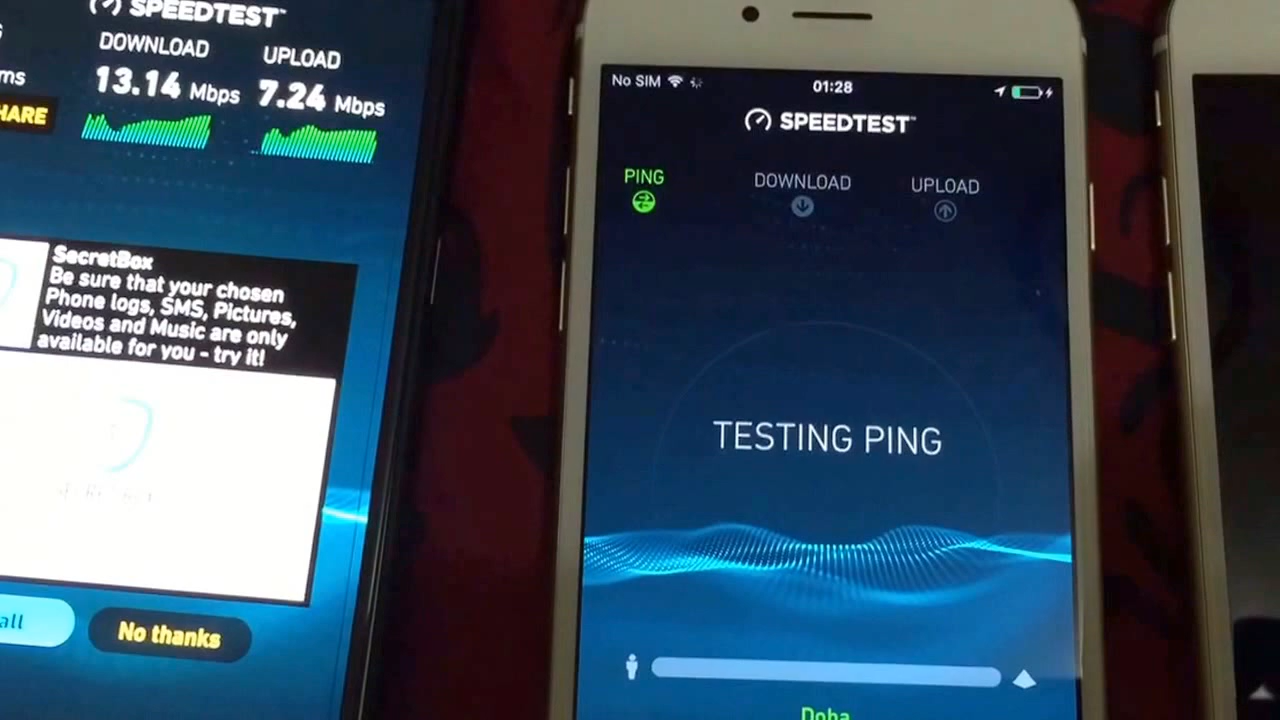 SPEEDTEST™
DOWNLOAD
UPLOAD
ms
13.14 Mbps
7.24 Mbps
HARE
SecretBox
Be sure that your chosen
Phone logs, SMS, Pictures,
Videos and Music are only
available for you - try it!
all
No thanks
No SIM
01:28
SPEEDTEST™
PING
DOWNLOAD
UPLOAD
TESTING PING
Doha